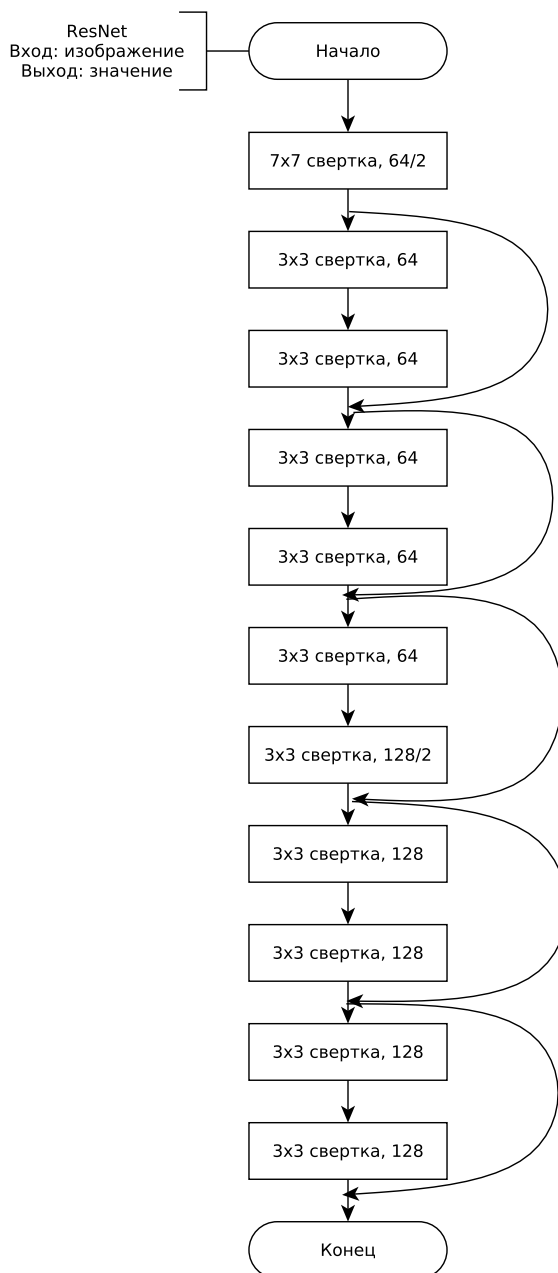 ResNet
Вход: изображение
Выход: значение
Начало
7x7 свертка, 64/2
3x3 свертка, 64
3x3 свертка, 64
3x3 свертка, 64
3x3 свертка, 64
3x3 свертка, 64
3x3 свертка, 128/2
3x3 свертка, 128
3x3 свертка, 128
3x3 свертка, 128
3x3 свертка, 128
Конец